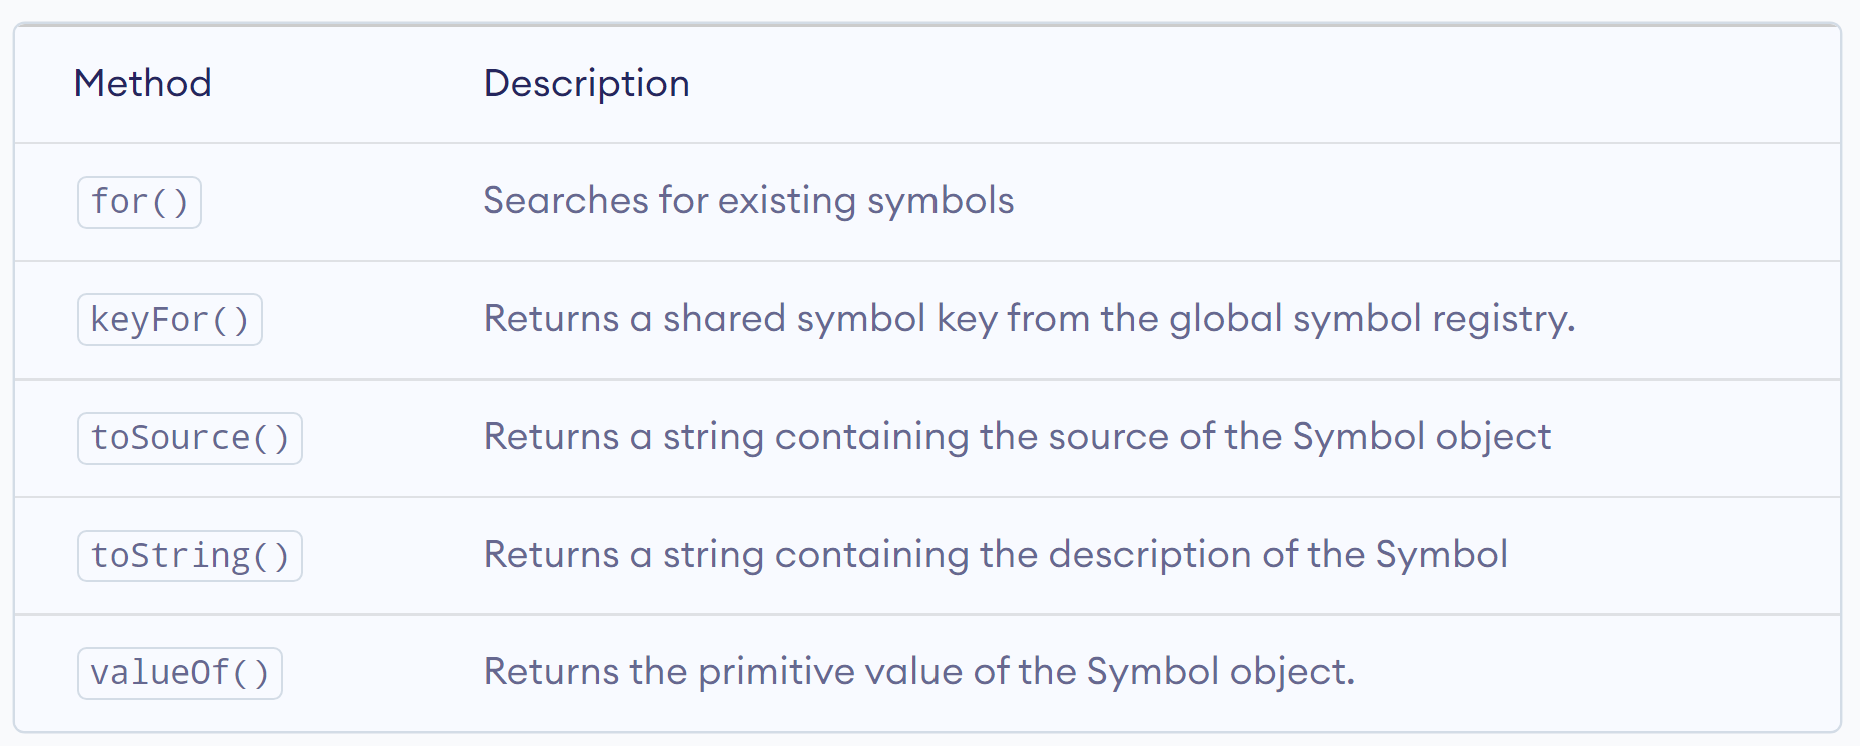 Method Description
for() Searches for existing symbols
keyFor() Returns a shared symbol key from the global symbol registry.
toSource() Returns a string containing the source of the Symbol object
toString() Returns a string containing the description of the Symbol
valueOf() Returns the primitive value of the Symbol object.